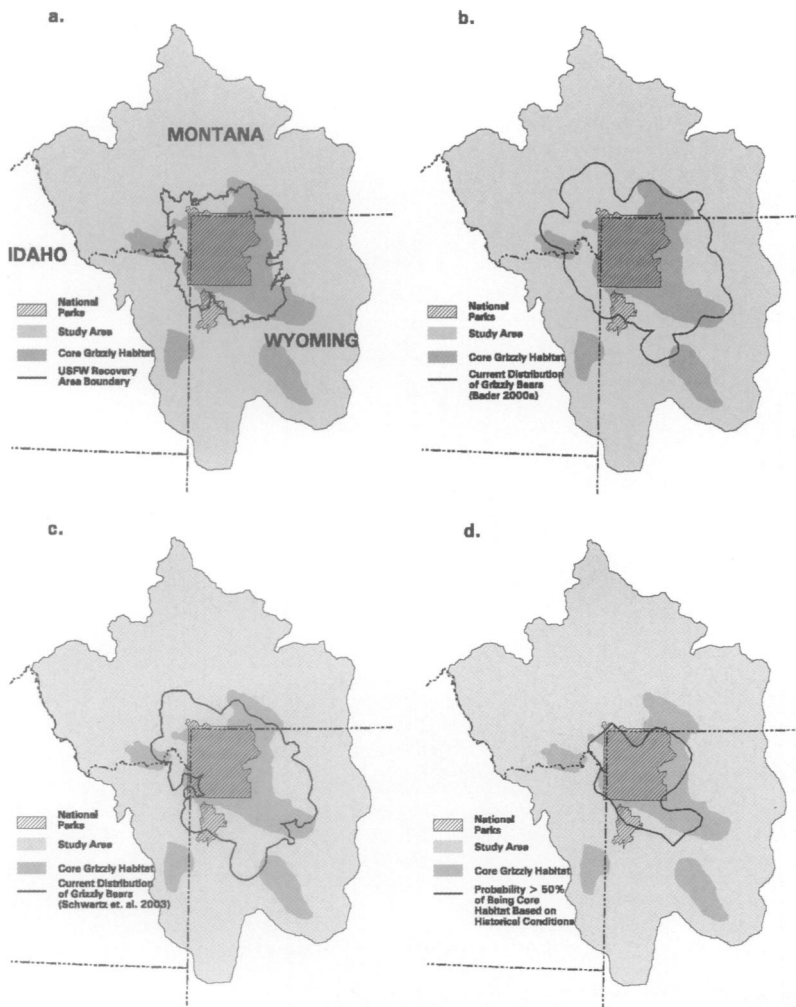 a.
MONTANA
IDAHO
WYOMING
National
Parks
Study Area
Core Grizzly Habitat
USFW Recovery
Area Boundary
b.
National
Parks
Study Area
Core Grizzly Habitat
Current Distribution
of Grizzly Bears
(Bader 2000a)
c.
National
Parks
Study Area
Core Grizzly Habitat
Current Distribution
of Grizzly Bears
(Schwartz et. al. 2003)
d.
National
Parks
Study Area
Core Grizzly Habitat
Probability > 50%
of Being Core
Habitat Based on
Historical Conditions